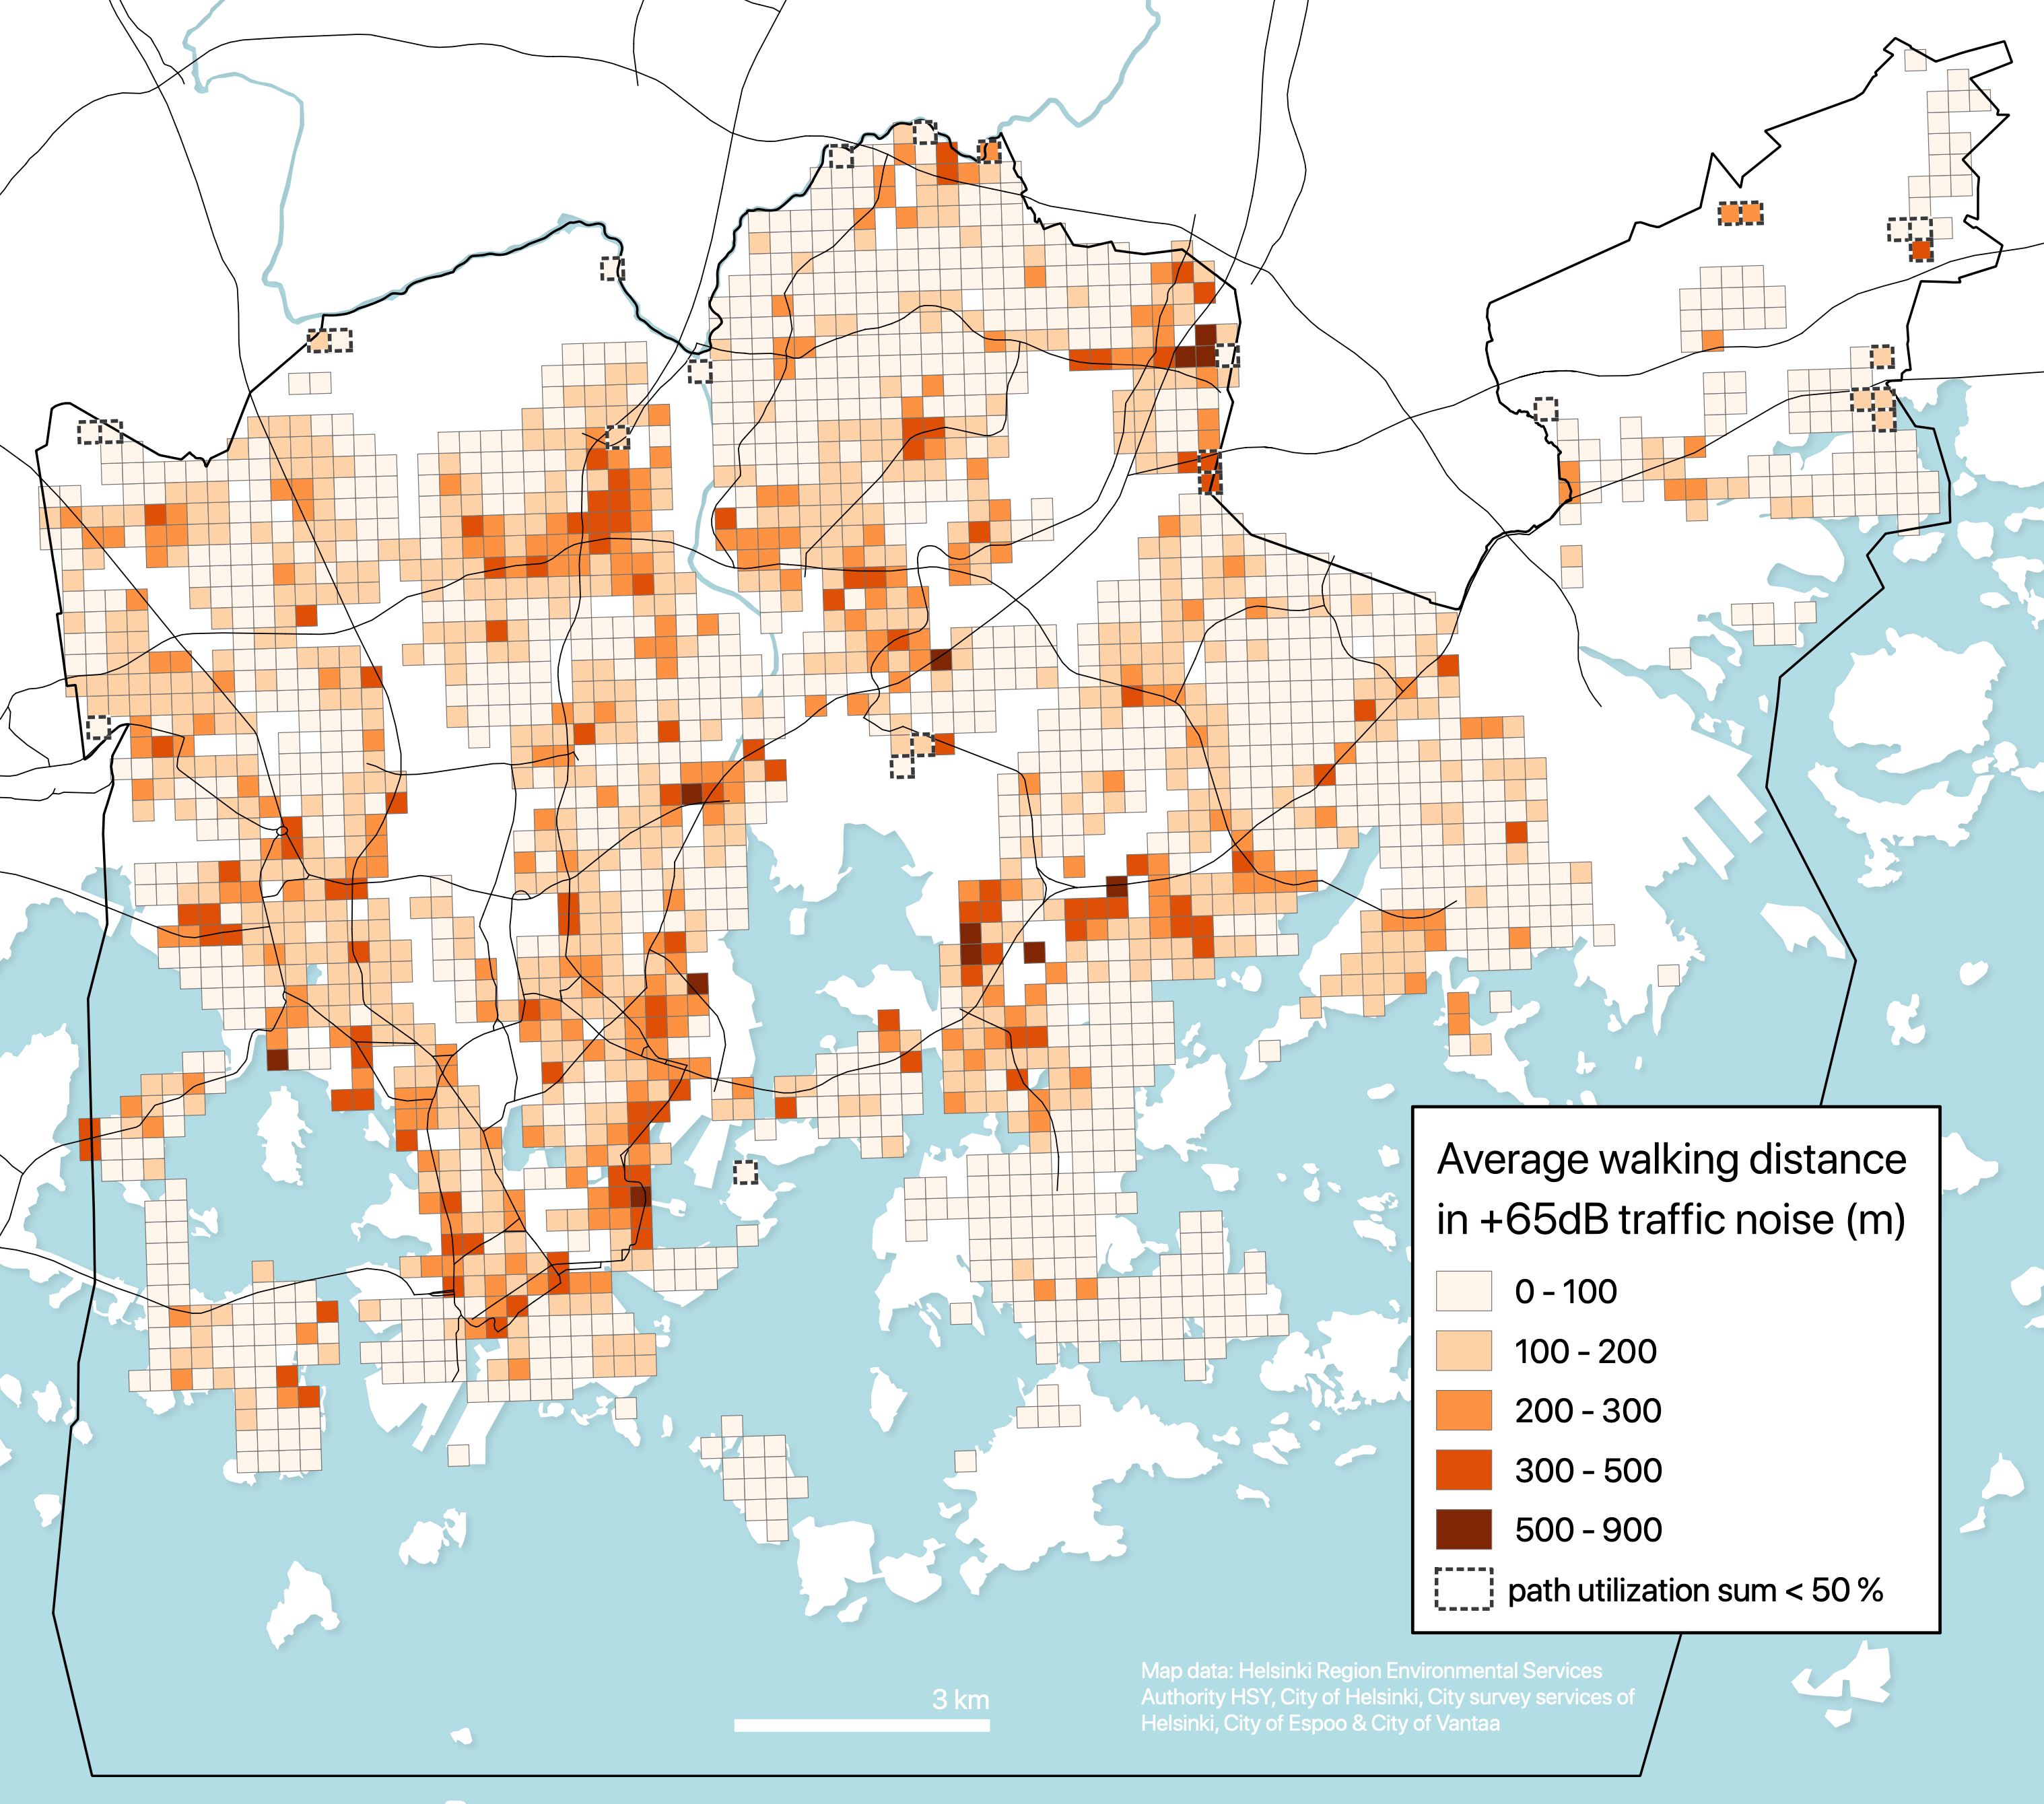 Average walking distance
in +65dB traffic noise (m)
0 - 100
100 - 200
200 - 300
300 - 500
500 - 900
path utilization sum < 50 %
3 km
Map data: Helsinki Region Environmental Services
Authority HSY, City of Helsinki, City survey services of
Helsinki, City of Espoo & City of Vantaa